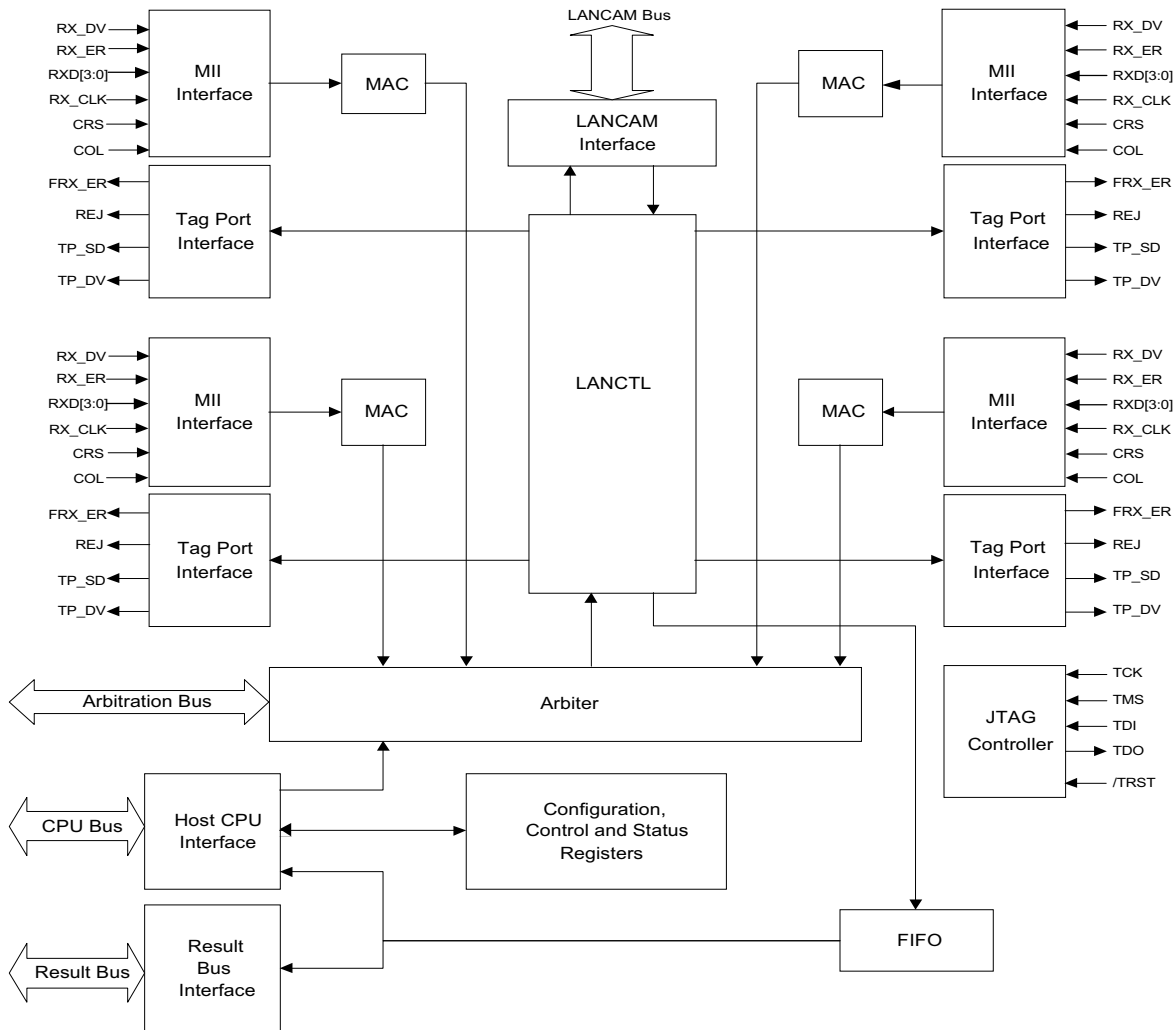 LANCAM Bus
RX_DV
RX_ER
RXD[3:0]
RX_CLK
CRS
COL
MII
Interface
MAC
LANCAM
Interface
MAC
MII
Interface
RX_DV
RX_ER
RXD[3:0]
RX_CLK
CRS
COL
FRX_ER
REJ
TP_SD
TP_DV
Tag Port
Interface
Tag Port
Interface
FRX_ER
REJ
TP_SD
TP_DV
LANCTL
RX_DV
RX_ER
RXD[3:0]
RX_CLK
CRS
COL
MII
Interface
MAC
MAC
MII
Interface
RX_DV
RX_ER
RXD[3:0]
RX_CLK
CRS
COL
FRX_ER
REJ
TP_SD
TP_DV
Tag Port
Interface
Tag Port
Interface
FRX_ER
REJ
TP_SD
TP_DV
Arbitration Bus
Arbiter
JTAG
Controller
TCK
TMS
TDI
TDO
/TRST
CPU Bus
Host CPU
Interface
Configuration,
Control and Status
Registers
Result Bus
Result
Bus
Interface
FIFO